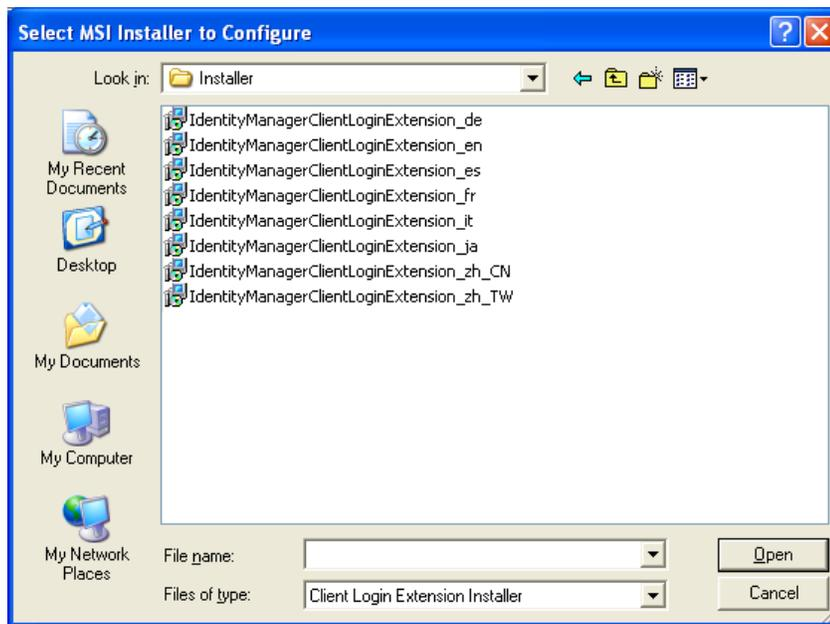 Select MSI Installer to Configure
Look in: Installer
IdentityManagerClientLoginExtension_de
IdentityManagerClientLoginExtension_en
IdentityManagerClientLoginExtension_es
IdentityManagerClientLoginExtension_fr
IdentityManagerClientLoginExtension_it
IdentityManagerClientLoginExtension_ja
IdentityManagerClientLoginExtension_zh_CN
IdentityManagerClientLoginExtension_zh_TW
My Recent
Documents
Desktop
My Documents
My Computer
My Network
Places
File name:
Open
Files of type: Client Login Extension Installer
Cancel